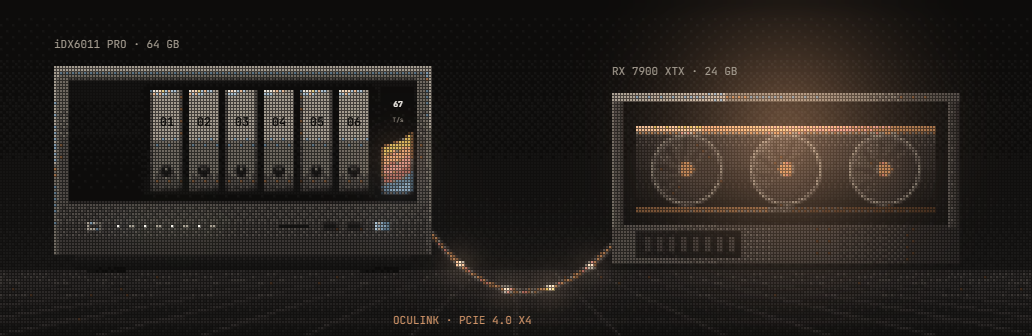 iDX6011 PRO · 64 GB
RX 7900 XTX · 24 GB
01 02 03 04 05 06
67
T/s
OCULINK · PCIE 4.0 X4